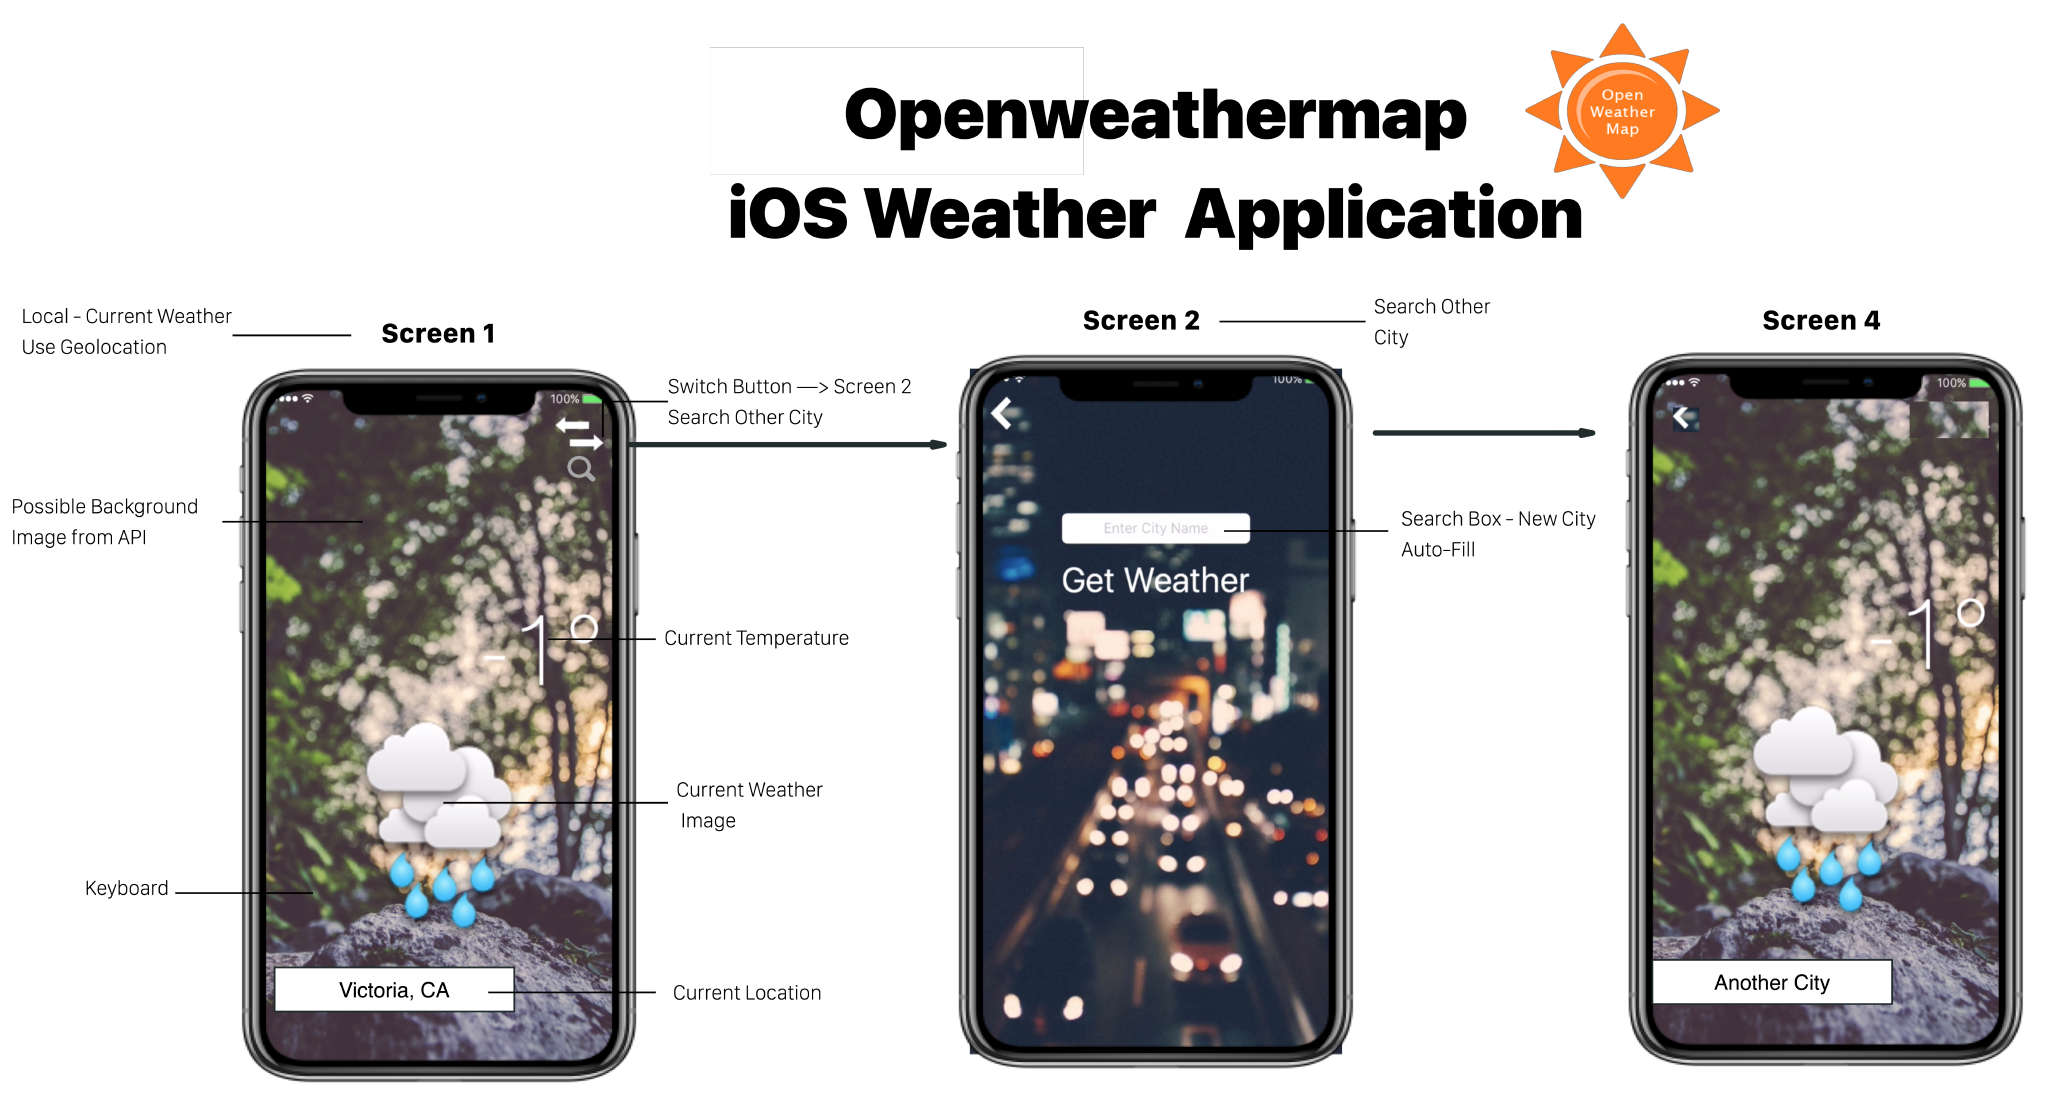 Openweathermap
iOS Weather Application
Open
Weather
Map
Local - Current Weather
Use Geolocation
Screen 1
Screen 2
Search Other
City
Screen 4
100%
Switch Button —> Screen 2
Search Other City
100%
100%
Possible Background
Image from API
Enter City Name
Search Box - New City
Auto-Fill
Get Weather
-1°
Current Temperature
-1°
Current Weather
Image
Keyboard
Victoria, CA
Current Location
Another City